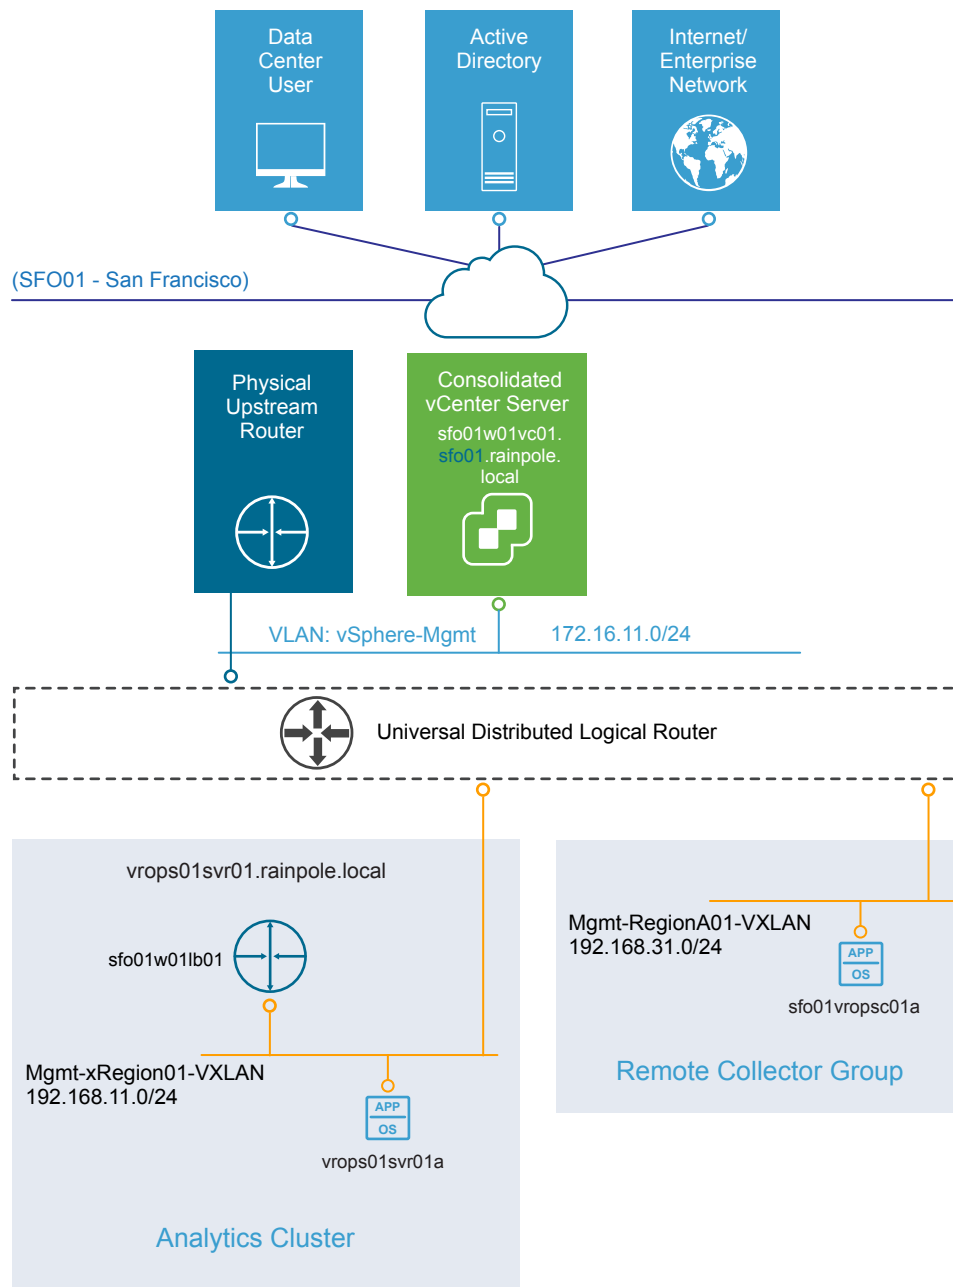 Data
Center
User
Active
Directory
Internet/
Enterprise
Network
(SFO01 - San Francisco)
Physical
Upstream
Router
Consolidated
vCenter Server
sfo01w01vc01.
sfo01.rainpole.
local
VLAN: vSphere-Mgmt
172.16.11.0/24
Universal Distributed Logical Router
vrops01svr01.rainpole.local
sfo01w01lb01
Mgmt-xRegion01-VXLAN
192.168.11.0/24
APP
OS
vrops01svr01a
Analytics Cluster
Mgmt-RegionA01-VXLAN
192.168.31.0/24
APP
OS
sfo01vropsc01a
Remote Collector Group